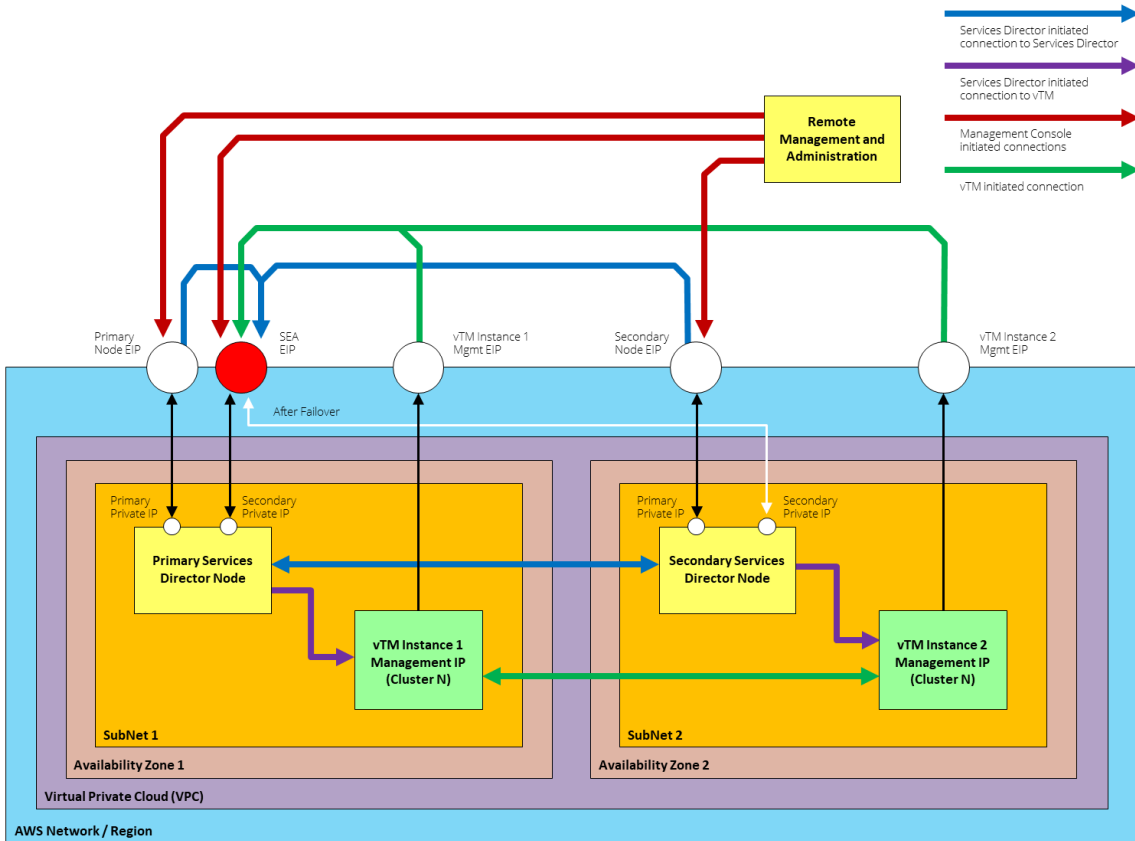 Services Director initiated
connection to Services Director
Services Director initiated
connection to vTM
Management Console
initiated connections
vTM initiated connection
Remote
Management and
Administration
Primary
Node EIP
SEA
EIP
vTM Instance 1
Mgmt EIP
Secondary
Node EIP
vTM Instance 2
Mgmt EIP
After Failover
Primary
Private IP
Secondary
Private IP
Primary
Private IP
Secondary
Private IP
Primary Services
Director Node
Secondary Services
Director Node
vTM Instance 1
Management IP
(Cluster N)
vTM Instance 2
Management IP
(Cluster N)
SubNet 1
SubNet 2
Availability Zone 1
Availability Zone 2
Virtual Private Cloud (VPC)
AWS Network / Region